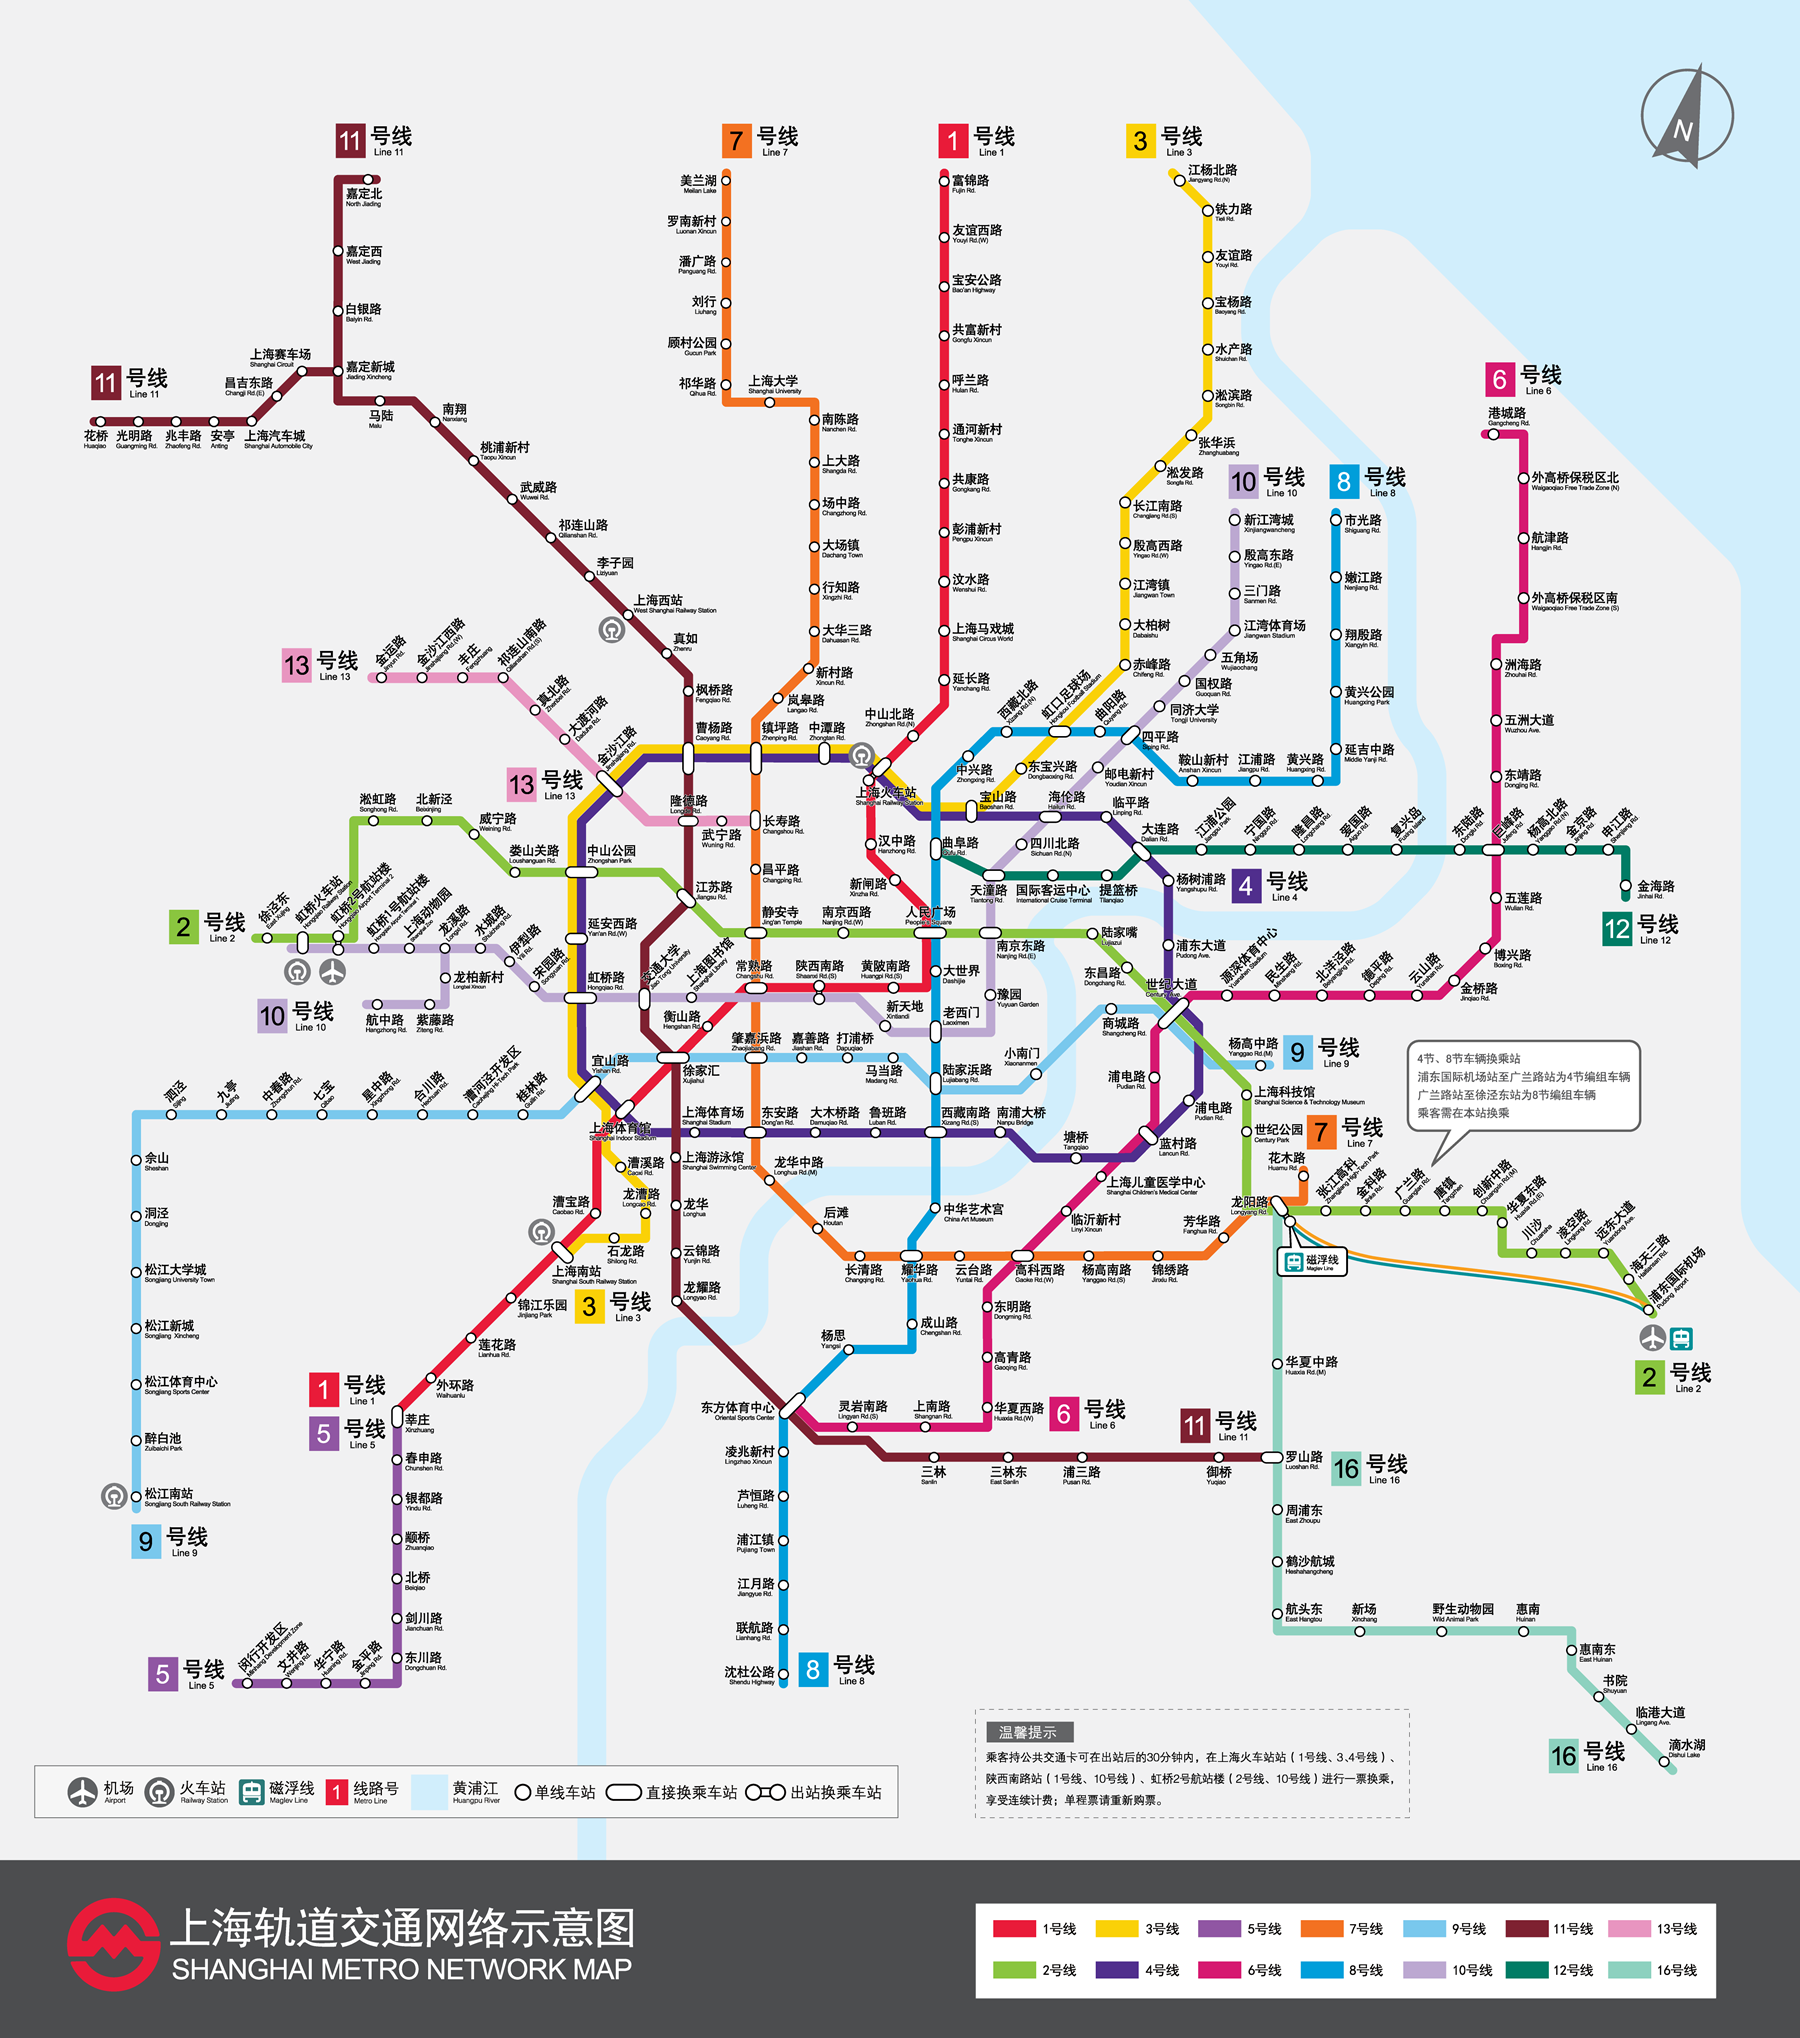 N
11 号线
Line 11
嘉定北
North Jiading
嘉定西
West Jiading
白银路
Baiyin Rd.
嘉定新城
Jiading Xincheng
上海赛车场
Shanghai Circuit
昌吉东路
Changji Rd.(E)
11 号线
Line 11
花桥
Huaqiao
光明路
Guangming Rd.
兆丰路
Zhaofeng Rd.
安亭
Anting
上海汽车城
Shanghai Automobile City
马陆
Malu
南翔
Nanxiang
桃浦新村
Taopu Xincun
武威路
Wuwei Rd.
祁连山路
Qilianshan Rd.
李子园
Liziyuan
上海西站
West Shanghai Railway Station
真如
Zhenru
枫桥路
Fengqiao Rd.
曹杨路
Caoyang Rd.
隆德路
江苏路
Jiangsu Rd.
交通大学
Jiao Tong University
7 号线
Line 7
美兰湖
Meilan Lake
罗南新村
Luonan Xincun
潘广路
Panguang Rd.
刘行
Liuhang
顾村公园
Gucun Park
祁华路
Qihua Rd.
上海大学
Shanghai University
南陈路
Nanchen Rd.
上大路
Shangda Rd.
场中路
Changzhong Rd.
大场镇
Dachang Town
行知路
Xingzhi Rd.
大华三路
Dahuasan Rd.
新村路
Xincun Rd.
岚皋路
Langao Rd.
镇坪路
Zhenping Rd.
中潭路
Zhongtan Rd.
长寿路
Changshou Rd.
昌平路
Changping Rd.
静安寺
Jing'an Temple
常熟路
Changshu Rd.
肇嘉浜路
Zhaojiabang Rd.
东安路
Dong'an Rd.
龙华中路
Longhua Rd.(M)
后滩
Houtan
长清路
Changqing Rd.
耀华路
Yaohua Rd.
云台路
Yuntai Rd.
高科西路
Gaoke Rd.(W)
杨高南路
Yanggao Rd.(S)
锦绣路
Jinxiu Rd.
芳华路
Fanghua Rd.
龙阳路
Longyang Rd.
花木路
Huamu Rd.
7 号线
Line 7
1 号线
Line 1
富锦路
Fujin Rd.
友谊西路
Youyi Rd.(W)
宝安公路
Bao'an Highway
共富新村
Gongfu Xincun
呼兰路
Hulan Rd.
通河新村
Tonghe Xincun
共康路
Gongkang Rd.
彭浦新村
Pengpu Xincun
汶水路
Wenshui Rd.
上海马戏城
Shanghai Circus World
延长路
Yanchang Rd.
中山北路
Zhongshan Rd.(N)
上海火车站
Shanghai Railway Station
汉中路
Hanzhong Rd.
新闸路
Xinzha Rd.
人民广场
People's Square
黄陂南路
Huangpi Rd.(S)
陕西南路
Shaanxi Rd.(S)
衡山路
Hengshan Rd.
徐家汇
Xujiahui
上海体育馆
Shanghai Indoor Stadium
漕宝路
Caobao Rd.
上海南站
Shanghai South Railway Station
锦江乐园
Jinjiang Park
莲花路
Lianhua Rd.
外环路
Waihuanlu
莘庄
Xinzhuang
1 号线
Line 1
5 号线
Line 5
春申路
Chunshen Rd.
银都路
Yindu Rd.
颛桥
Zhuanqiao
北桥
Beiqiao
剑川路
Jianchuan Rd.
东川路
Dongchuan Rd.
金平路
Jinping Rd.
华宁路
Huaning Rd.
文井路
Wenjing Rd.
闵行开发区
Minhang Development Zone
5 号线
Line 5
3 号线
Line 3
江杨北路
Jiangyang Rd.(N)
铁力路
Tieli Rd.
友谊路
Youyi Rd.
宝杨路
Baoyang Rd.
水产路
Shuichan Rd.
淞滨路
Songbin Rd.
张华浜
Zhanghuabang
淞发路
Songfa Rd.
长江南路
Changjiang Rd.(S)
殷高西路
Yingao Rd.(W)
江湾镇
Jiangwan Town
大柏树
Dabaishu
赤峰路
Chifeng Rd.
虹口足球场
Hongkou Football Stadium
东宝兴路
Dongbaoxing Rd.
宝山路
Baoshan Rd.
金沙江路
Jinshajiang Rd.
中山公园
Zhongshan Park
延安西路
Yan'an Rd.(W)
虹桥路
Hongqiao Rd.
宜山路
Yishan Rd.
漕溪路
Caoxi Rd.
龙漕路
Longcao Rd.
石龙路
Shilong Rd.
3 号线
Line 3
10 号线
Line 10
新江湾城
Xinjiangwancheng
殷高东路
Yingao Rd.(E)
三门路
Sanmen Rd.
江湾体育场
Jiangwan Stadium
五角场
Wujiaochang
国权路
Guoquan Rd.
同济大学
Tongji University
四平路
Siping Rd.
邮电新村
Youdian Xincun
海伦路
Hailun Rd.
四川北路
Sichuan Rd.(N)
天潼路
Tiantong Rd.
南京东路
Nanjing Rd.(E)
豫园
Yuyuan Garden
老西门
Laoximen
新天地
Xintiandi
上海图书馆
Shanghai Library
宋园路
Songyuan Rd.
伊犁路
Yili Rd.
水城路
Shuicheng Rd.
龙溪路
Longxi Rd.
上海动物园
Shanghai Zoo
虹桥1号航站楼
Hongqiao Airport Terminal 1
虹桥2号航站楼
Hongqiao Airport Terminal 2
虹桥火车站
Hongqiao Railway Station
龙柏新村
Longbai Xincun
紫藤路
Ziteng Rd.
航中路
Hangzhong Rd.
10 号线
Line 10
8 号线
Line 8
市光路
Shiguang Rd.
嫩江路
Nenjiang Rd.
翔殷路
Xiangyin Rd.
黄兴公园
Huangxing Park
延吉中路
Middle Yanji Rd.
黄兴路
Huangxing Rd.
江浦路
Jiangpu Rd.
鞍山新村
Anshan Xincun
曲阳路
Quyang Rd.
西藏北路
Xizang Rd.(N)
中兴路
Zhongxing Rd.
曲阜路
Qufu Rd.
大世界
Dashijie
陆家浜路
Lujiabang Rd.
西藏南路
Xizang Rd.(S)
中华艺术宫
China Art Museum
成山路
Chengshan Rd.
杨思
Yangsi
东方体育中心
Oriental Sports Center
凌兆新村
Lingzhao Xincun
芦恒路
Luheng Rd.
浦江镇
Pujiang Town
江月路
Jiangyue Rd.
联航路
Lianhang Rd.
沈杜公路
Shendu Highway
8 号线
Line 8
6 号线
Line 6
港城路
Gangcheng Rd.
外高桥保税区北
Waigaoqiao Free Trade Zone (N)
航津路
Hangjin Rd.
外高桥保税区南
Waigaoqiao Free Trade Zone (S)
洲海路
Zhouhai Rd.
五洲大道
Wuzhou Ave.
东靖路
Dongjing Rd.
巨峰路
Jufeng Rd.
五莲路
Wulian Rd.
博兴路
Boxing Rd.
金桥路
Jinqiao Rd.
云山路
Yunshan Rd.
德平路
Deping Rd.
北洋泾路
Beiyangjing Rd.
民生路
Minsheng Rd.
源深体育中心
Yuanshen Stadium
世纪大道
Century Ave.
浦电路
Pudian Rd.
蓝村路
Lancun Rd.
上海儿童医学中心
Shanghai Children's Medical Center
临沂新村
Linyi Xincun
东明路
Dongming Rd.
高青路
Gaoqing Rd.
华夏西路
Huaxia Rd.(W)
上南路
Shangnan Rd.
灵岩南路
Lingyan Rd.(S)
6 号线
Line 6
13 号线
Line 13
金运路
Jinyun Rd.
金沙江西路
Jinshajiang Rd.(W)
丰庄
Fengzhuang
祁连山南路
Qilianshan Rd.(S)
真北路
Zhenbei Rd.
大渡河路
Daduhe Rd.
武宁路
Wuning Rd.
13 号线
Line 13
2 号线
Line 2
徐泾东
East Xujing
淞虹路
Songhong Rd.
北新泾
Beixinjing
威宁路
Weining Rd.
娄山关路
Loushanguan Rd.
南京西路
Nanjing Rd.(W)
陆家嘴
Lujiazui
东昌路
Dongchang Rd.
上海科技馆
Shanghai Science & Technology Museum
世纪公园
Century Park
张江高科
Zhangjiang High-Tech Park
金科路
Jinke Rd.
广兰路
Guanglan Rd.
唐镇
Tangzhen
创新中路
Chuangxin Rd.(M)
华夏东路
Huaxia Rd.(E)
川沙
Chuansha
凌空路
Lingkong Rd.
远东大道
Yuandong Ave.
海天三路
Haitiansan Rd.
浦东国际机场
Pudong Airport
2 号线
Line 2
磁浮线
Maglev Line
4节、8节车辆换乘站
浦东国际机场站至广兰路站为4节编组车辆
广兰路站至徐泾东站为8节编组车辆
乘客需在本站换乘
临平路
Linping Rd.
大连路
Dalian Rd.
杨树浦路
Yangshupu Rd.
4 号线
Line 4
浦东大道
Pudong Ave.
浦电路
Pudian Rd.
塘桥
Tangqiao
南浦大桥
Nanpu Bridge
鲁班路
Luban Rd.
大木桥路
Damuqiao Rd.
上海体育场
Shanghai Stadium
国际客运中心
International Cruise Terminal
提篮桥
Tilanqiao
江浦公园
Jiangpu Park
宁国路
Ningguo Rd.
隆昌路
Longchang Rd.
爱国路
Aiguo Rd.
复兴岛
Fuxing Island
东陆路
Donglu Rd.
杨高北路
Yanggao Rd.(N)
金京路
Jinjing Rd.
申江路
Shenjiang Rd.
金海路
Jinhai Rd.
12 号线
Line 12
9 号线
Line 9
杨高中路
Yanggao Rd.(M)
商城路
Shangcheng Rd.
小南门
Xiaonanmen
马当路
Madang Rd.
打浦桥
Dapuqiao
嘉善路
Jiashan Rd.
桂林路
Guilin Rd.
漕河泾开发区
Caohejing Hi-Tech Park
合川路
Hechuan Rd.
星中路
Xingzhong Rd.
七宝
Qibao
中春路
Zhongchun Rd.
九亭
Jiuting
泗泾
Sijing
佘山
Sheshan
洞泾
Dongjing
松江大学城
Songjiang University Town
松江新城
Songjiang Xincheng
松江体育中心
Songjiang Sports Center
醉白池
Zuibaichi Park
松江南站
Songjiang South Railway Station
9 号线
Line 9
上海游泳馆
Shanghai Swimming Center
龙华
Longhua
云锦路
Yunjin Rd.
龙耀路
Longyao Rd.
三林
Sanlin
三林东
East Sanlin
浦三路
Pusan Rd.
御桥
Yuqiao
11 号线
Line 11
罗山路
Luoshan Rd.
16 号线
Line 16
华夏中路
Huaxia Rd.(M)
周浦东
East Zhoupu
鹤沙航城
Heshahangcheng
航头东
East Hangtou
新场
Xinchang
野生动物园
Wild Animal Park
惠南
Huinan
惠南东
East Huinan
书院
Shuyuan
临港大道
Lingang Ave.
滴水湖
Dishui Lake
16 号线
Line 16
温馨提示
乘客持公共交通卡可在出站后的30分钟内，在上海火车站站（1号线、3、4号线）、
陕西南路站（1号线、10号线）、虹桥2号航站楼（2号线、10号线）进行一票换乘，
享受连续计费；单程票请重新购票。
机场
Airport
火车站
Railway Station
磁浮线
Maglev Line
1 线路号
Metro Line
黄浦江
Huangpu River
单线车站
直接换乘车站
出站换乘车站
上海轨道交通网络示意图
SHANGHAI METRO NETWORK MAP
1号线 3号线 5号线 7号线 9号线 11号线 13号线
2号线 4号线 6号线 8号线 10号线 12号线 16号线